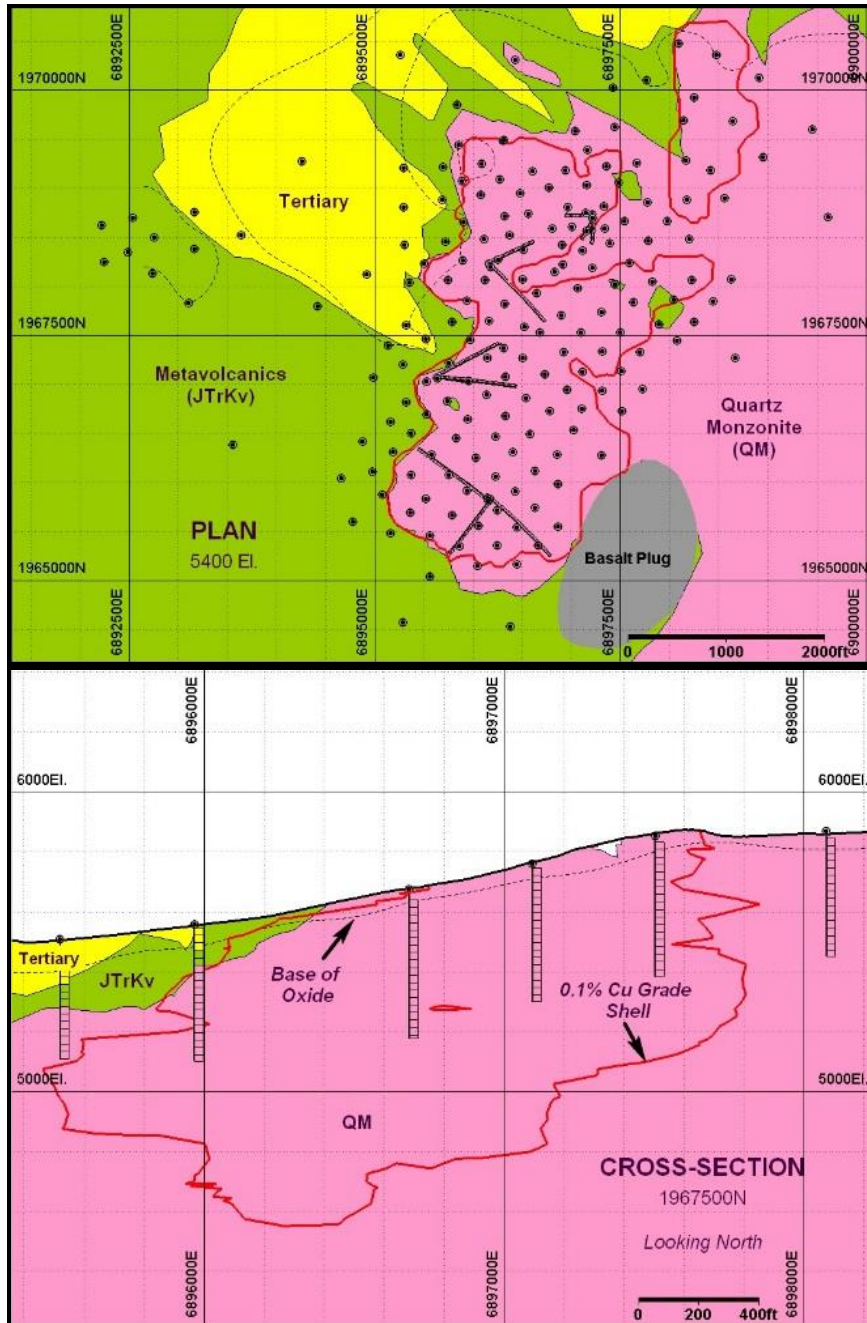 6892500E
6895000E
6897500E
6900000E
1970000N
1970000N
Tertiary
1967500N
1967500N
Metavolcanics
(JTrKv)
Quartz
Monzonite
(QM)
PLAN
5400 El.
Basalt Plug
1965000N
1965000N
6892500E
6895000E
6897500E
6900000E
0 1000 2000ft
6896000E
6897000E
6898000E
6000El.
6000El.
Tertiary
JTrKv
Base of
Oxide
0.1% Cu Grade
Shell
5000El.
5000El.
QM
CROSS-SECTION
1967500N
Looking North
6896000E
6897000E
6898000E
0 200 400ft